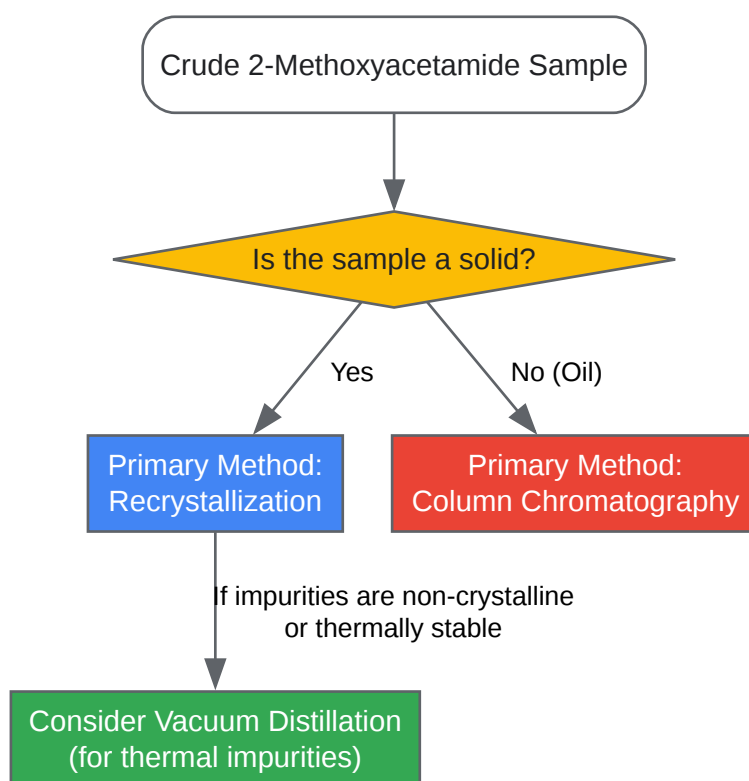 Crude 2-Methoxyacetamide Sample
Is the sample a solid?
Yes
No (Oil)
Primary Method:
Recrystallization
Primary Method:
Column Chromatography
If impurities are non-crystalline
or thermally stable
Consider Vacuum Distillation
(for thermal impurities)